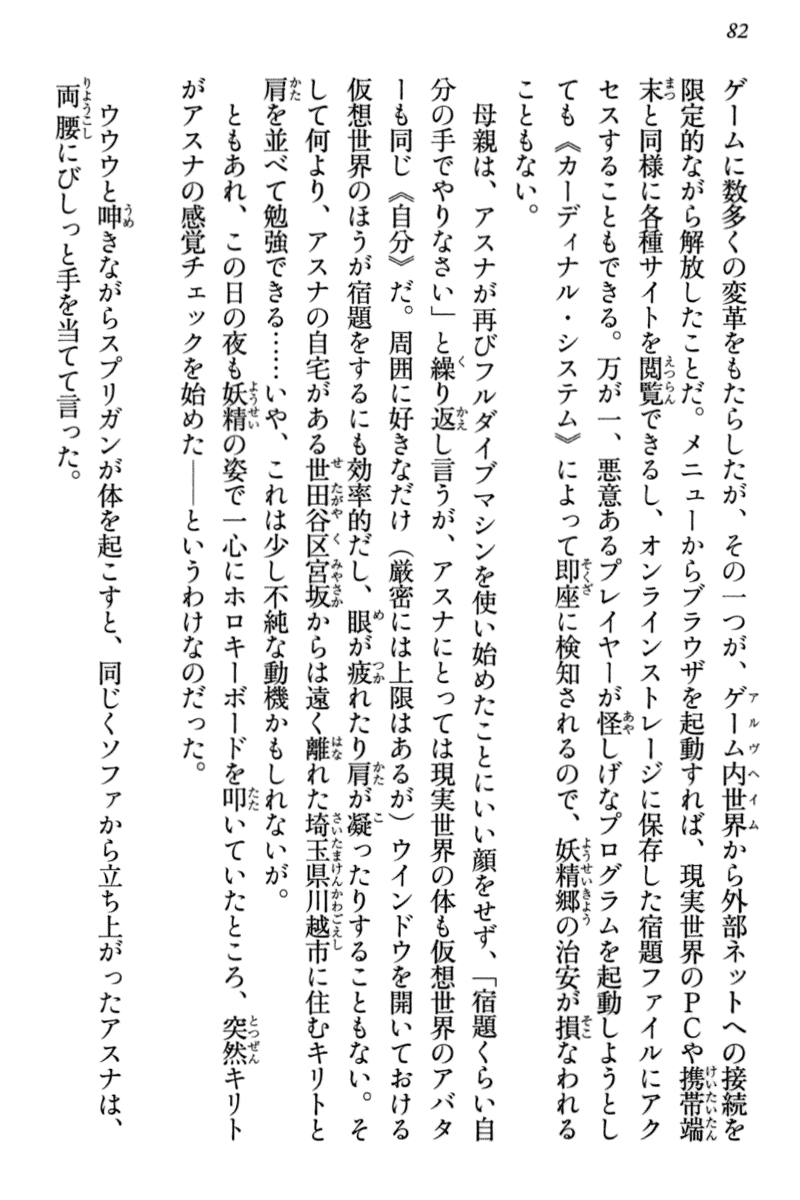 82
ゲームに数多くの変革をもたらしたが、その一つが、ゲーム内世界から外部ネットへの接続を
限定的ながら解放したことだ。メニューからブラウザを起動すれば、現実世界のPCや携帯端
末と同様に各種サイトを閲覧できるし、オンラインストレージに保存した宿題ファイルにアク
セスすることもできる。万が一、悪意あるプレイヤーが怪しげなプログラムを起動しようとし
ても《カーディナル・システム》によって即座に検知されるので、妖精郷の治安が損なわれる
こともない。
母親は、アスナが再びフルダイブマシンを使い始めたことにいい顔をせず、「宿題くらい自
分の手でやりなさい」と繰り返し言うが、アスナにとっては現実世界の体も仮想世界のアバタ
ーも同じ《自分》だ。周囲に好きなだけ（厳密には上限はあるが）ウインドウを開いておける
仮想世界のほうが宿題をするにも効率的だし、眼が疲れたり肩が凝ったりすることもない。そ
して何より、アスナの自宅がある世田谷区宮坂からは遠く離れた埼玉県川越市に住むキリトと
肩を並べて勉強できる……いや、これは少し不純な動機かもしれないが。
ともあれ、この日の夜も妖精の姿で一心にホロキーボードを叩いていたところ、突然キリト
がアスナの感覚チェックを始めた――というわけなのだった。
ウウウと呻きながらスプリガンが体を起こすと、同じくソファから立ち上がったアスナは、
両腰にびしっと手を当てて言った。